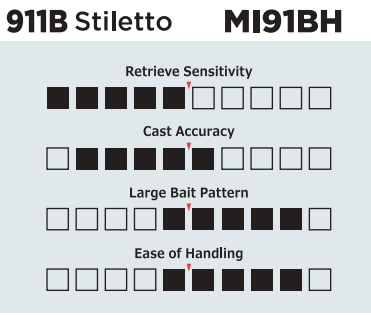 911B Stiletto MI91BH
Retrieve Sensitivity
Cast Accuracy
Large Bait Pattern
Ease of Handling